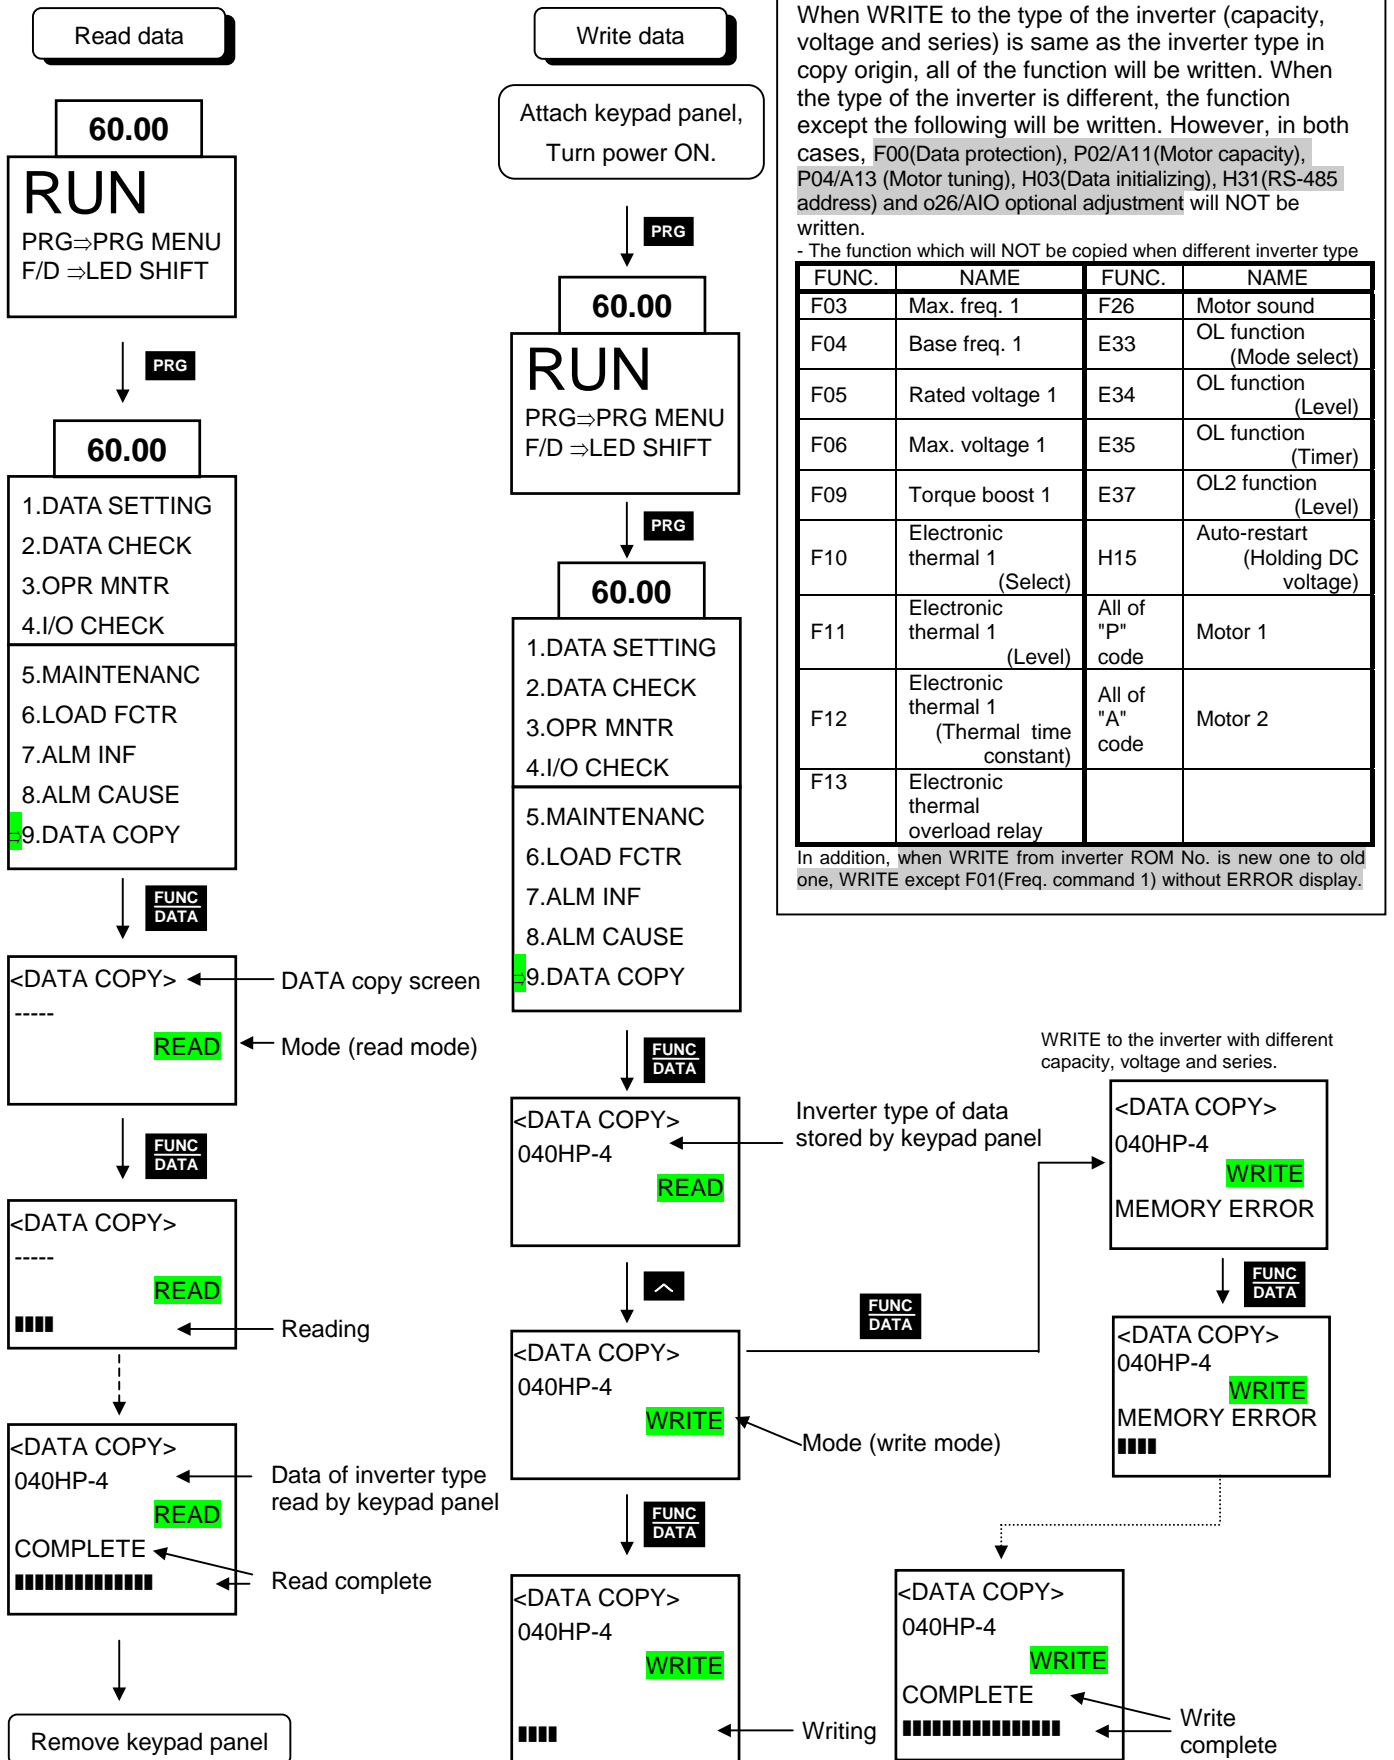 Read data
60.00
RUN
PRG⇒PRG MENU
F/D ⇒LED SHIFT
PRG
60.00
1.DATA SETTING
2.DATA CHECK
3.OPR MNTR
4.I/O CHECK
5.MAINTENANC
6.LOAD FCTR
7.ALM INF
8.ALM CAUSE
⇒9.DATA COPY
FUNC
DATA
<DATA COPY>
-----
READ
DATA copy screen
Mode (read mode)
FUNC
DATA
<DATA COPY>
-----
READ
Reading
<DATA COPY>
040HP-4
READ
COMPLETE
Data of inverter type
read by keypad panel
Read complete
Remove keypad panel
Write data
Attach keypad panel,
Turn power ON.
PRG
60.00
RUN
PRG⇒PRG MENU
F/D ⇒LED SHIFT
PRG
60.00
1.DATA SETTING
2.DATA CHECK
3.OPR MNTR
4.I/O CHECK
5.MAINTENANC
6.LOAD FCTR
7.ALM INF
8.ALM CAUSE
⇒9.DATA COPY
FUNC
DATA
<DATA COPY>
040HP-4
READ
Inverter type of data
stored by keypad panel
<DATA COPY>
040HP-4
WRITE
Mode (write mode)
FUNC
DATA
FUNC
DATA
<DATA COPY>
040HP-4
WRITE
Writing
When WRITE to the type of the inverter (capacity,
voltage and series) is same as the inverter type in
copy origin, all of the function will be written. When
the type of the inverter is different, the function
except the following will be written. However, in both
cases, F00(Data protection), P02/A11(Motor capacity),
P04/A13 (Motor tuning), H03(Data initializing), H31(RS-485
address) and o26/AIO optional adjustment will NOT be
written.
- The function which will NOT be copied when different inverter type
FUNC. NAME FUNC. NAME
F03 Max. freq. 1 F26 Motor sound
F04 Base freq. 1 E33 OL function
(Mode select)
F05 Rated voltage 1 E34 OL function
(Level)
F06 Max. voltage 1 E35 OL function
(Timer)
F09 Torque boost 1 E37 OL2 function
(Level)
F10 Electronic
thermal 1
(Select)
H15 Auto-restart
(Holding DC
voltage)
F11 Electronic
thermal 1
(Level)
All of
"P"
code
Motor 1
F12 Electronic
thermal 1
(Thermal time
constant)
All of
"A"
code
Motor 2
F13 Electronic
thermal
overload relay
In addition, when WRITE from inverter ROM No. is new one to old
one, WRITE except F01(Freq. command 1) without ERROR display.
WRITE to the inverter with different
capacity, voltage and series.
<DATA COPY>
040HP-4
WRITE
MEMORY ERROR
FUNC
DATA
<DATA COPY>
040HP-4
WRITE
MEMORY ERROR
<DATA COPY>
040HP-4
WRITE
COMPLETE
Write
complete